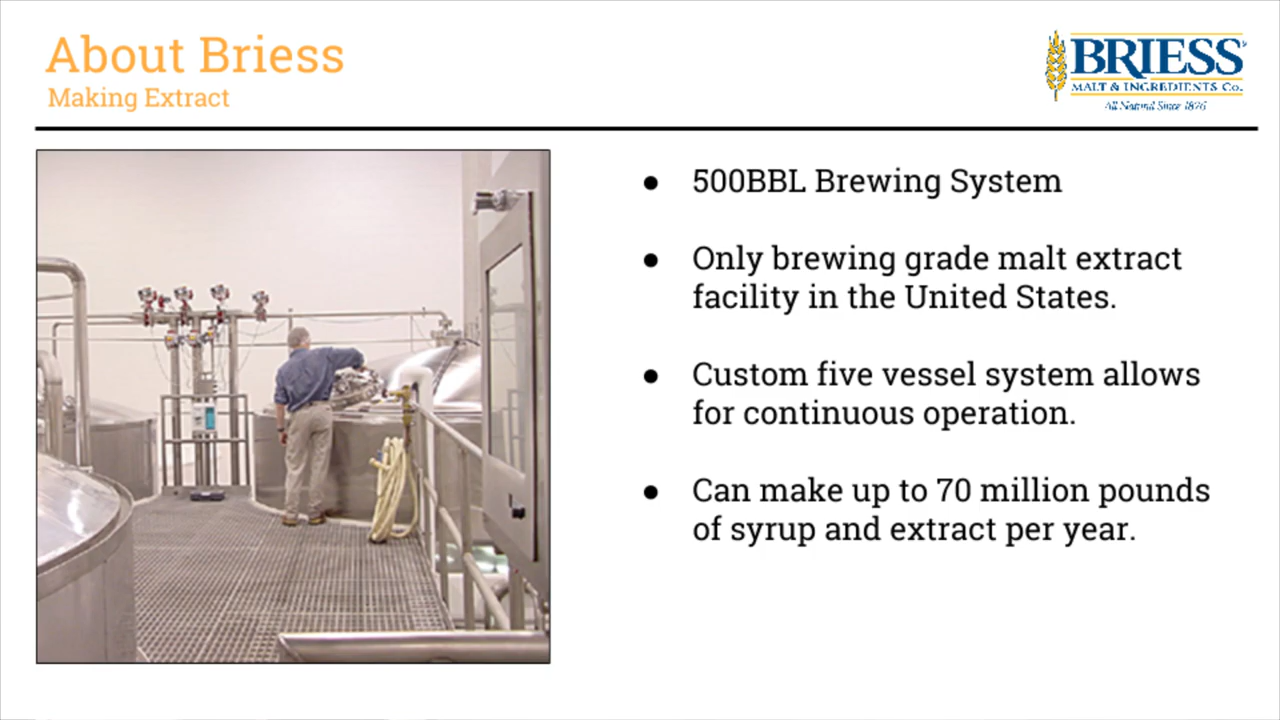 About Briess
Making Extract
BRIESS
MALT & INGREDIENTS CO.
All Natural Since 1876
● 500BBL Brewing System
● Only brewing grade malt extract
facility in the United States.
● Custom five vessel system allows
for continuous operation.
● Can make up to 70 million pounds
of syrup and extract per year.